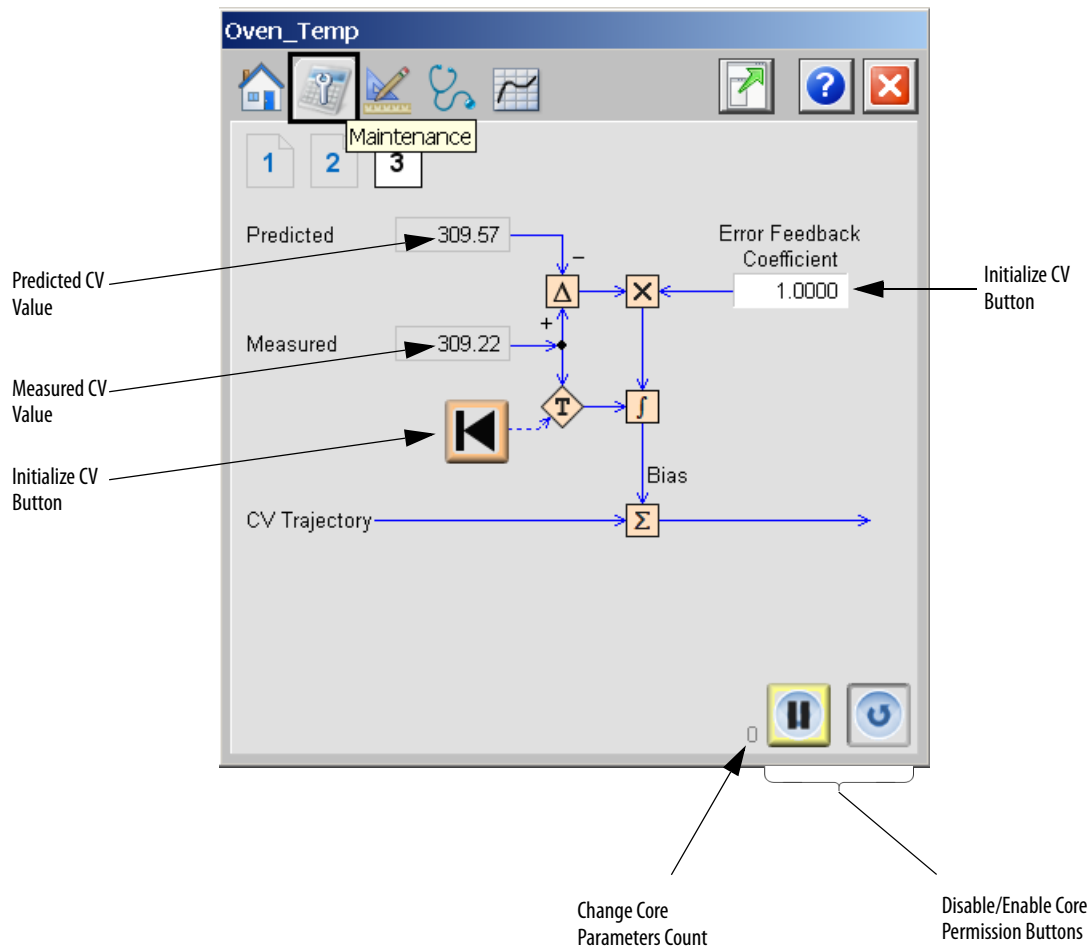 Oven_Temp
?
Maintenance
1 2 3
Predicted 309.57
−
Error Feedback
Coefficient
1.0000
Δ
X
+
Measured 309.22
T
∫
Bias
CV Trajectory
Σ
0
Predicted CV
Value
Measured CV
Value
Initialize CV
Button
Initialize CV
Button
Change Core
Parameters Count
Disable/Enable Core
Permission Buttons